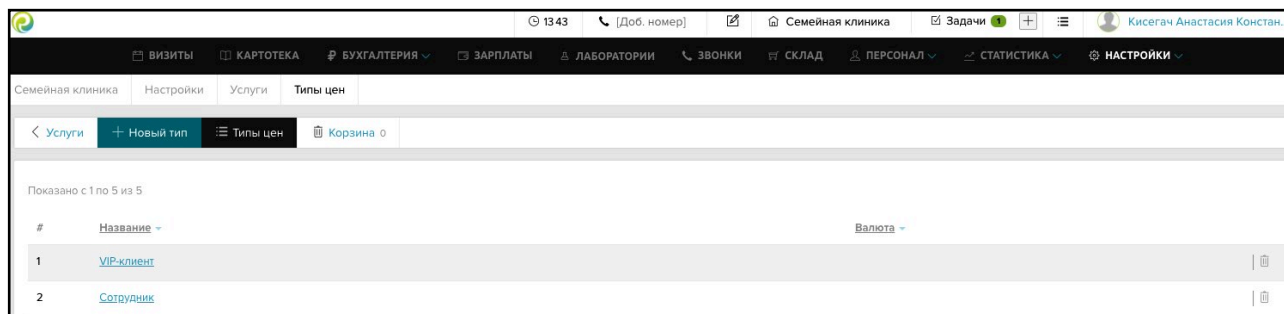 13 43 [Доб. номер] Семейная клиника Задачи 1 Кисегач Анастасия Констан.
ВИЗИТЫ КАРТОТЕКА БУХГАЛТЕРИЯ ЗАРПЛАТЫ ЛАБОРАТОРИИ ЗВОНКИ СКЛАД ПЕРСОНАЛ СТАТИСТИКА НАСТРОЙКИ
Семейная клиника Настройки Услуги Типы цен
Услуги + Новый тип Типы цен Корзина 0
Показано с 1 по 5 из 5
# Название Валюта
1 VIP-клиент
2 Сотрудник